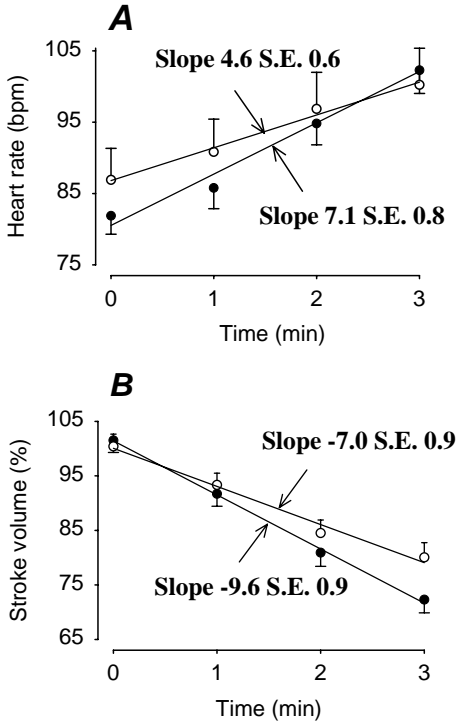 A
Slope 4.6 S.E. 0.6
105
95
85
75
Heart rate (bpm)
Slope 7.1 S.E. 0.8
0 1 2 3
Time (min)
B
105
95
85
75
65
Stroke volume (%)
Slope -7.0 S.E. 0.9
Slope -9.6 S.E. 0.9
0 1 2 3
Time (min)